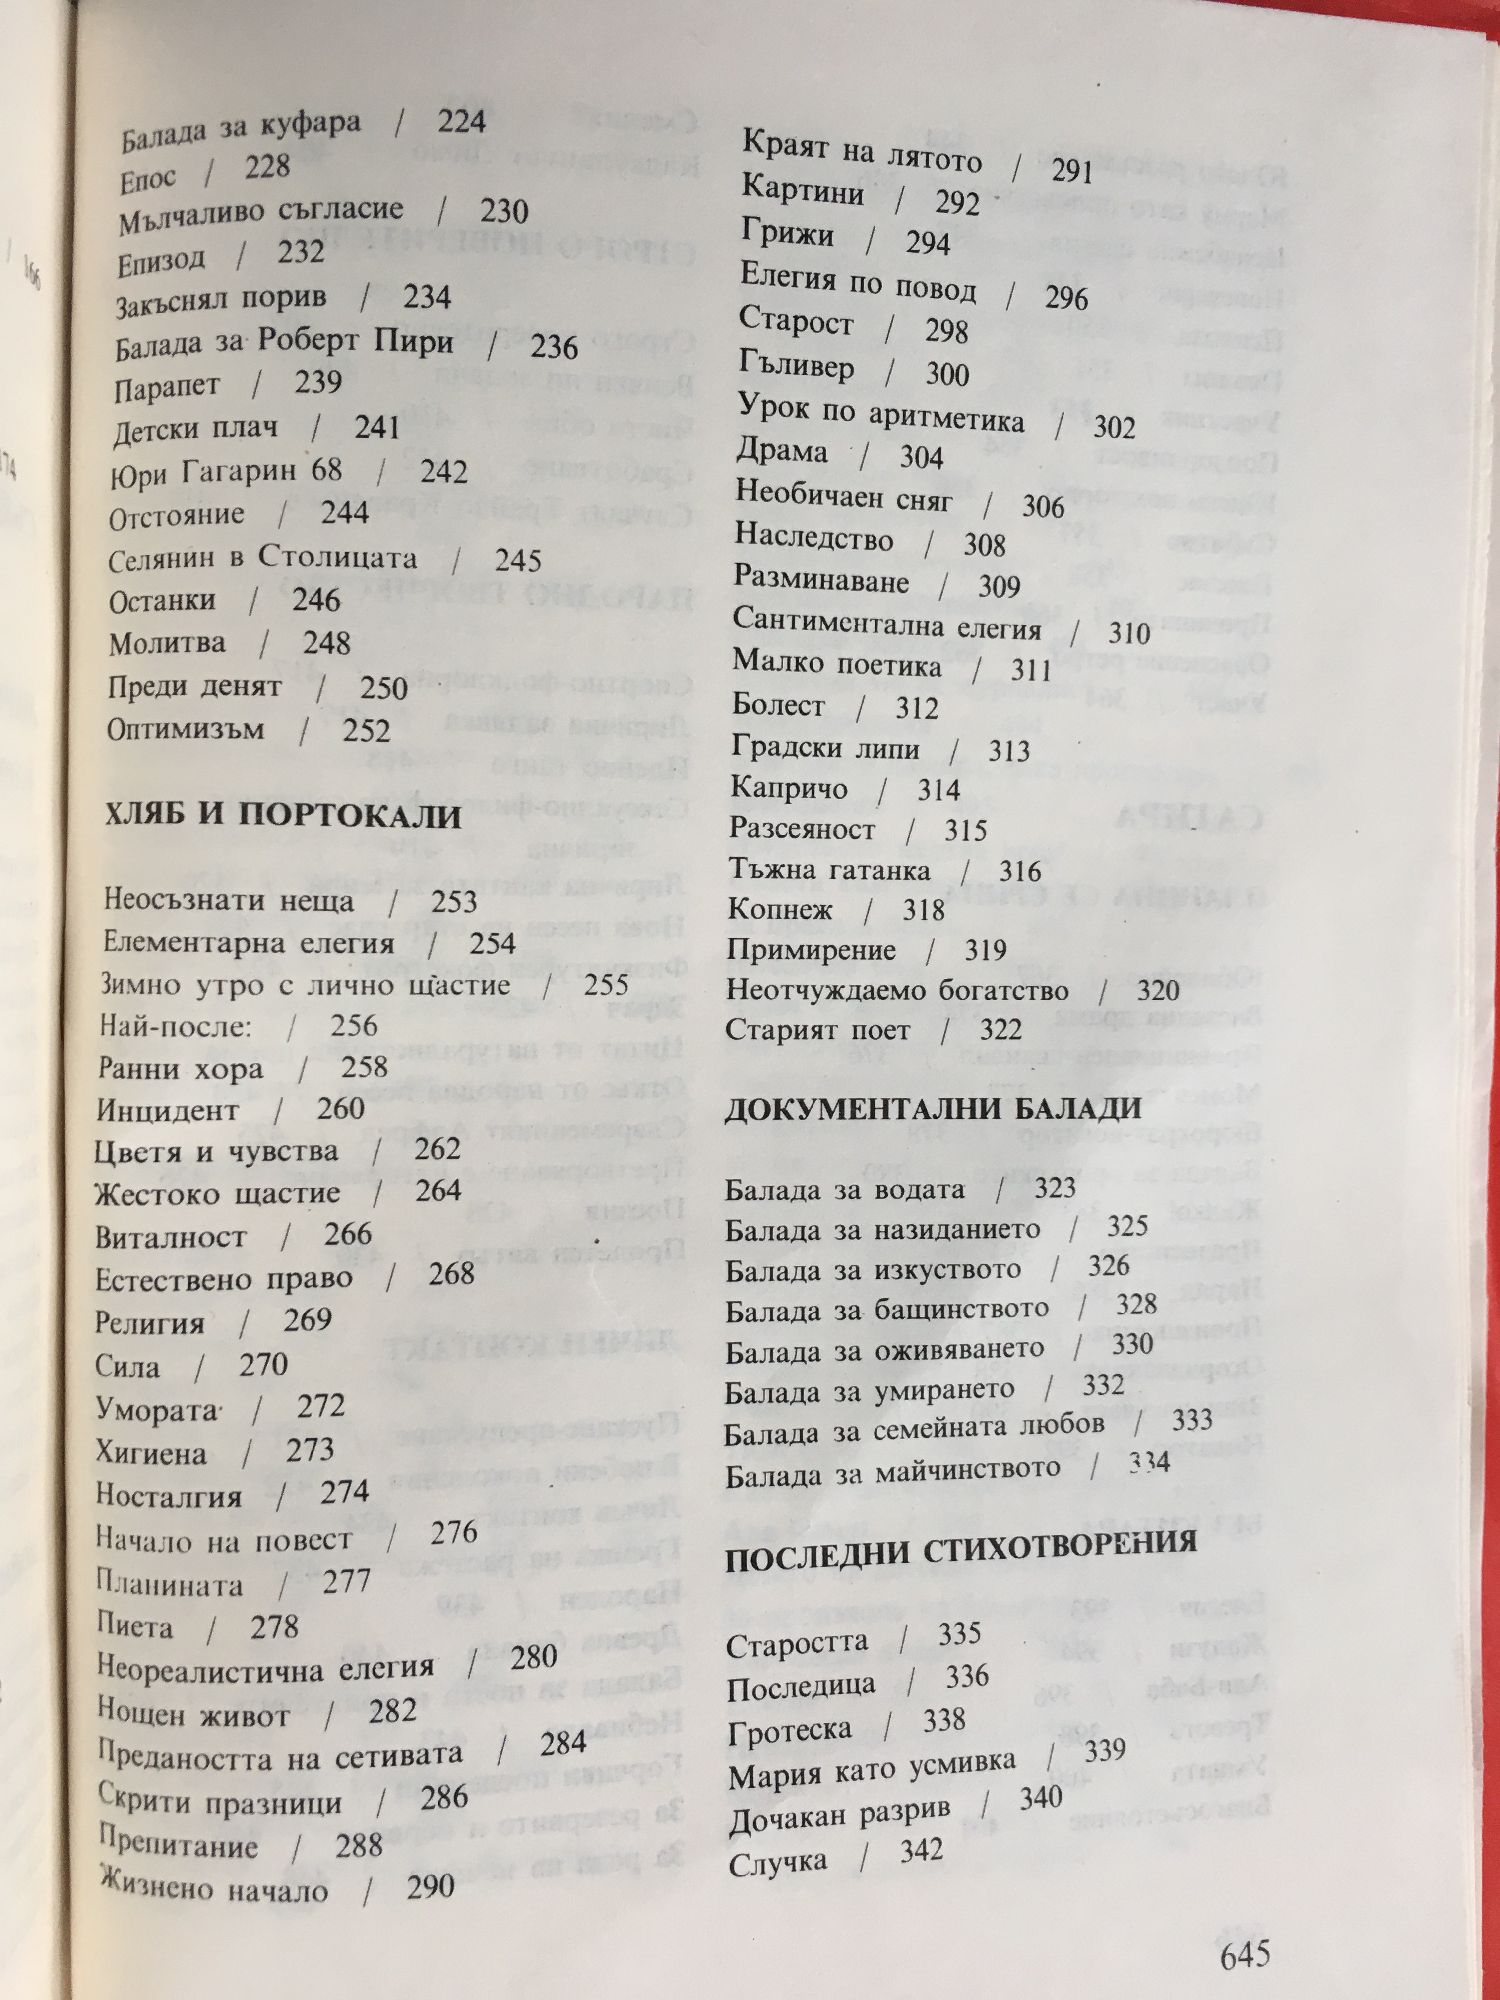 Балада за куфара / 224
Епос / 228
Мълчаливо съгласие / 230
Епизод / 232
Закъснял порив / 234
Балада за Роберт Пири / 236
Парапет / 239
Детски плач / 241
Юри Гагарин 68 / 242
Отстояние / 244
Селянин в Столицата / 245
Останки / 246
Молитва / 248
Преди денят / 250
Оптимизъм / 252
ХЛЯБ И ПОРТОКАЛИ
Неосъзнати неща / 253
Елементарна елегия / 254
Зимно утро с лично щастие / 255
Най-после: / 256
Ранни хора / 258
Инцидент / 260
Цветя и чувства / 262
Жестоко щастие / 264
Виталност / 266
Естествено право / 268
Религия / 269
Сила / 270
Умората / 272
Хигиена / 273
Носталгия / 274
Начало на повест / 276
Планината / 277
Пиета / 278
Неореалистична елегия / 280
Нощен живот / 282
Предаността на сетивата / 284
Скрити празници / 286
Препитание / 288
Жизнено начало / 290
Краят на лятото / 291
Картини / 292
Грижи / 294
Елегия по повод / 296
Старост / 298
Гъливер / 300
Урок по аритметика / 302
Драма / 304
Необичаен сняг / 306
Наследство / 308
Разминаване / 309
Сантиментална елегия / 310
Малко поетика / 311
Болест / 312
Градски липи / 313
Капричо / 314
Разсеяност / 315
Тъжна гатанка / 316
Копнеж / 318
Примирение / 319
Неотчуждаемо богатство / 320
Старият поет / 322
ДОКУМЕНТАЛНИ БАЛАДИ
Балада за водата / 323
Балада за назиданието / 325
Балада за изкуството / 326
Балада за бащинството / 328
Балада за оживяването / 330
Балада за умирането / 332
Балада за семейната любов / 333
Балада за майчинството / 334
ПОСЛЕДНИ СТИХОТВОРЕНИЯ
Старостта / 335
Последица / 336
Гротеска / 338
Мария като усмивка / 339
Дочакан разрив / 340
Случка / 342
645